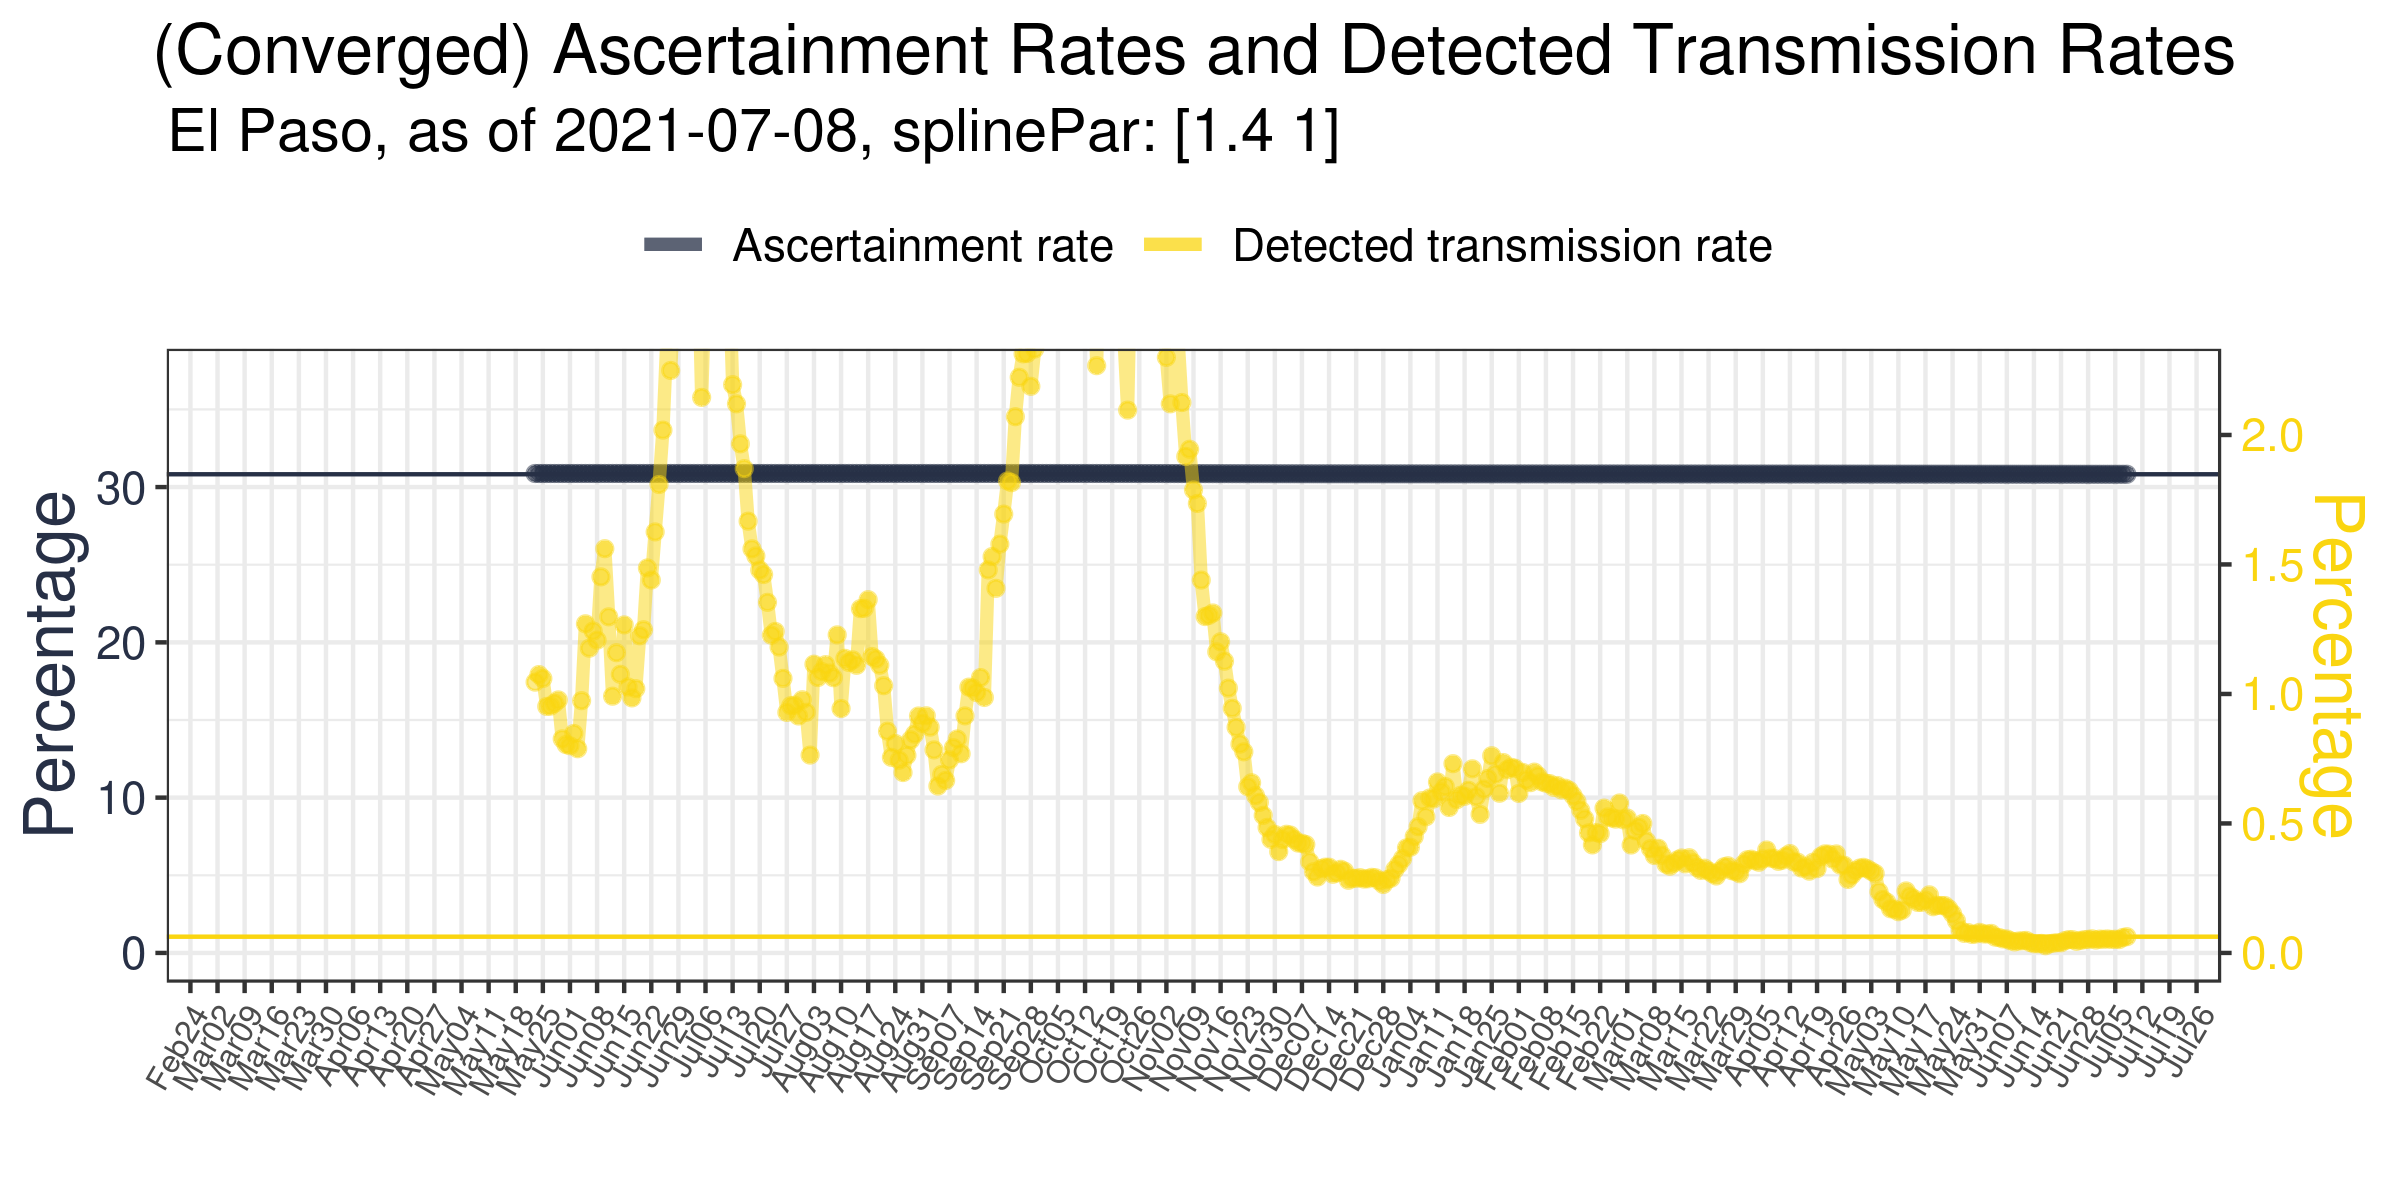 (Converged) Ascertainment Rates and Detected Transmission Rates
El Paso, as of 2021-07-08, splinePar: [1.4 1]
Ascertainment rate
Detected transmission rate
Percentage
30
20
10
0
2.0
1.5
1.0
0.5
0.0
Percentage
Feb24
Mar02
Mar09
Mar16
Mar23
Mar30
Apr06
Apr13
Apr20
Apr27
May04
May11
May18
May25
Jun01
Jun08
Jun15
Jun22
Jun29
Jul06
Jul13
Jul20
Jul27
Aug03
Aug10
Aug17
Aug24
Aug31
Sep07
Sep14
Sep21
Sep28
Oct05
Oct12
Oct19
Oct26
Nov02
Nov09
Nov16
Nov23
Nov30
Dec07
Dec14
Dec21
Dec28
Jan04
Jan11
Jan18
Jan25
Feb01
Feb08
Feb15
Feb22
Mar01
Mar08
Mar15
Mar22
Mar29
Apr05
Apr12
Apr19
Apr26
May03
May10
May17
May24
May31
Jun07
Jun14
Jun21
Jun28
Jul05
Jul12
Jul19
Jul26